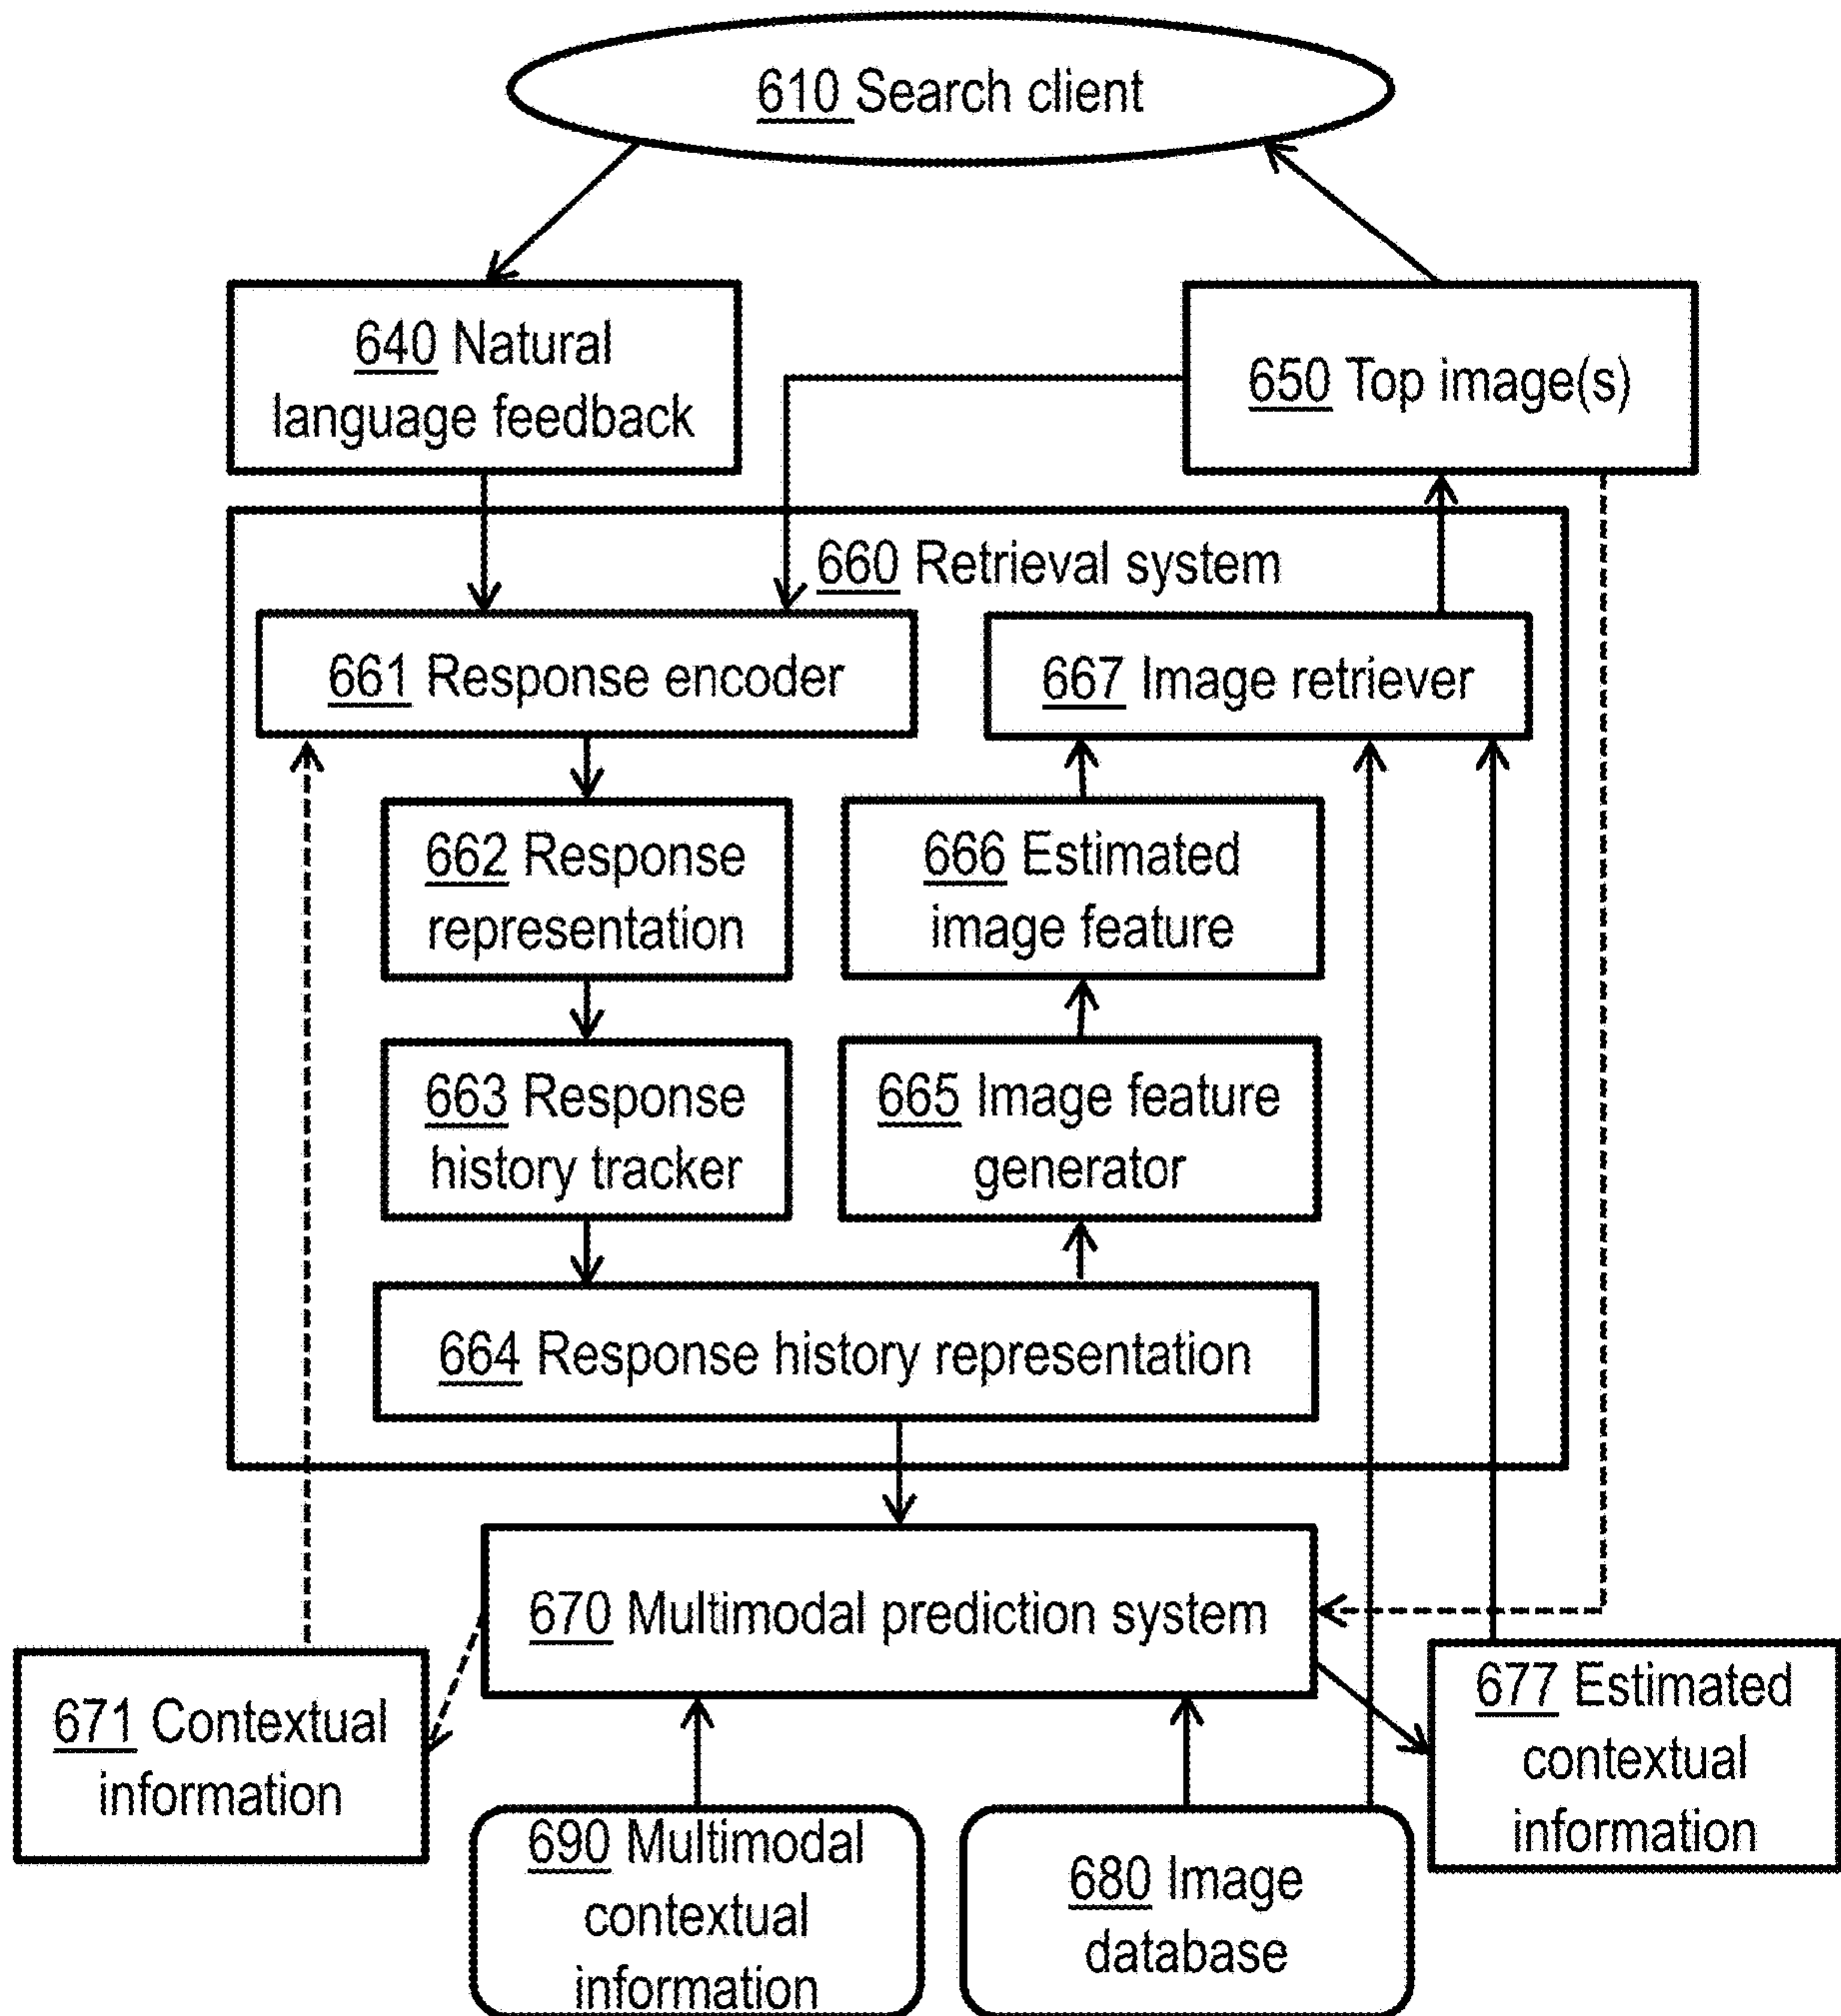 610 Search client
640 Natural
language feedback
650 Top image(s)
660 Retrieval system
661 Response encoder
667 Image retriever
662 Response
representation
666 Estimated
image feature
663 Response
history tracker
665 Image feature
generator
664 Response history representation
670 Multimodal prediction system
671 Contextual
information
677 Estimated
contextual
information
690 Multimodal
contextual
information
680 Image
database